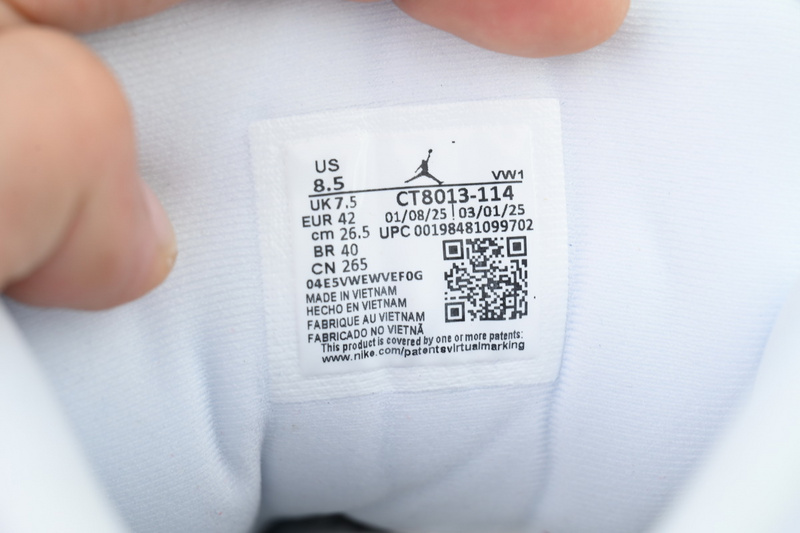 US
8.5
VW1
UK 7.5
CT8013-114
EUR 42
01/08/25 03/01/25
cm 26.5
UPC 00198481099702
BR 40
CN 265
04E5VWEWVEF0G
MADE IN VIETNAM
HECHO EN VIETNAM
FABRIQUE AU VIETNAM
FABRICADO NO VIETNÃ
This product is covered by one or more patents:
www.nike.com/patentsvirtualmarking